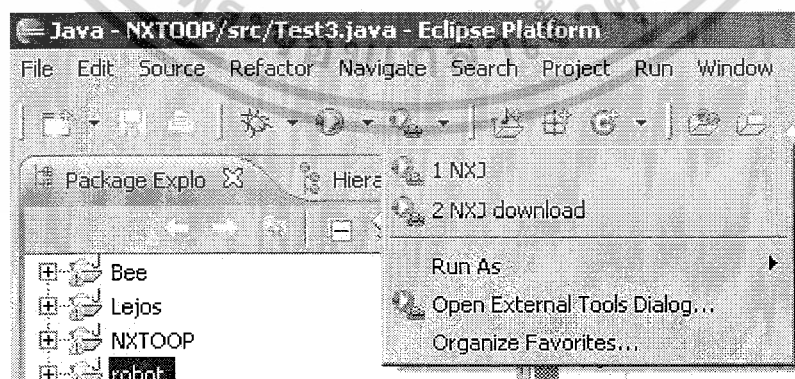 Java - NXTOOP/src/Test3.java - Eclipse Platform
File Edit Source Refactor Navigate Search Project Run Window
Package Explo Hiera
1 NXJ
2 NXJ download
Run As
Open External Tools Dialog...
Organize Favorites...
Bee
Lejos
NXTOOP
robot